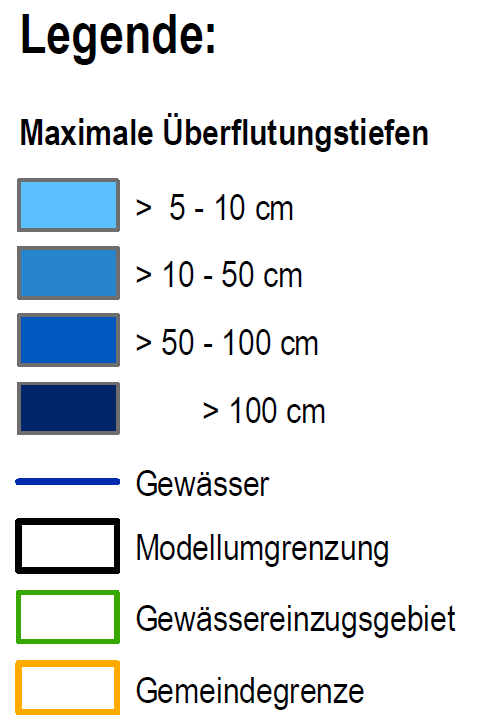 Legende:
Maximale Überflutungstiefen
> 5 - 10 cm
> 10 - 50 cm
> 50 - 100 cm
> 100 cm
Gewässer
Modellumgrenzung
Gewässereinzugsgebiet
Gemeindegrenze